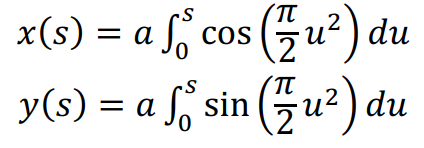 x(s) = a ∫₀ˢ cos (π/2 u²) du
y(s) = a ∫₀ˢ sin (π/2 u²) du